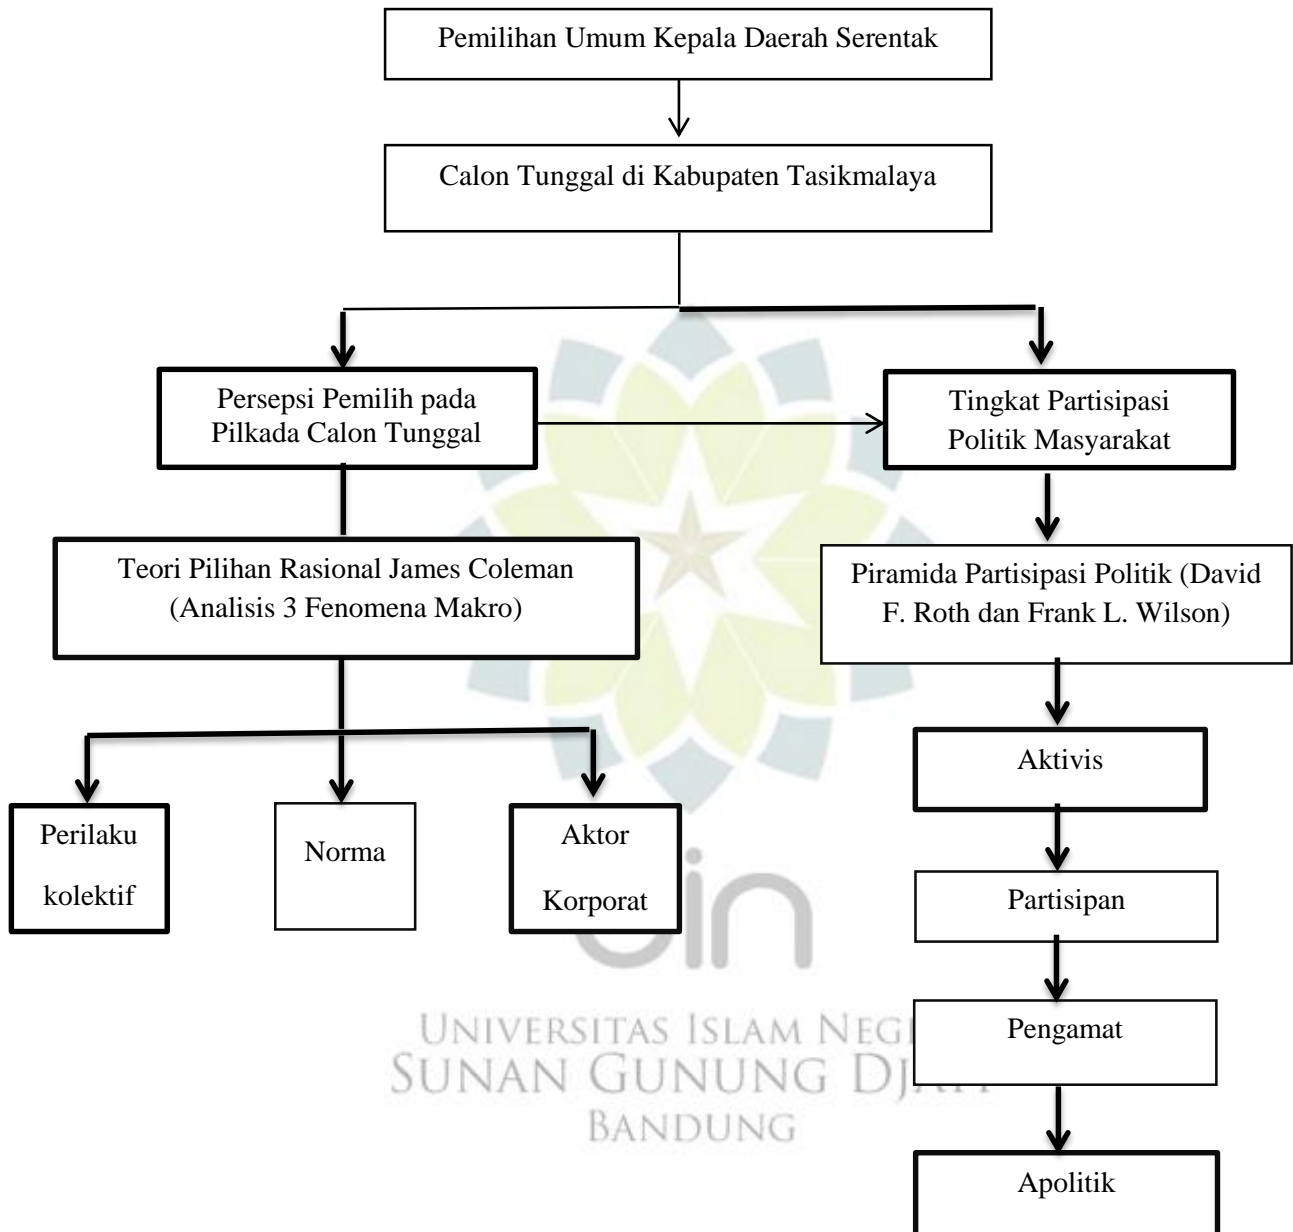 Pemilihan Umum Kepala Daerah Serentak
Calon Tunggal di Kabupaten Tasikmalaya
Persepsi Pemilih pada
Pilkada Calon Tunggal
Tingkat Partisipasi
Politik Masyarakat
Teori Pilihan Rasional James Coleman
(Analisis 3 Fenomena Makro)
Piramida Partisipasi Politik (David
F. Roth dan Frank L. Wilson)
Perilaku
kolektif
Norma
Aktor
Korporat
Aktivis
Partisipan
Pengamat
Apolitik
uin
UNIVERSITAS ISLAM
SUNAN GUNUNG
BANDUNG